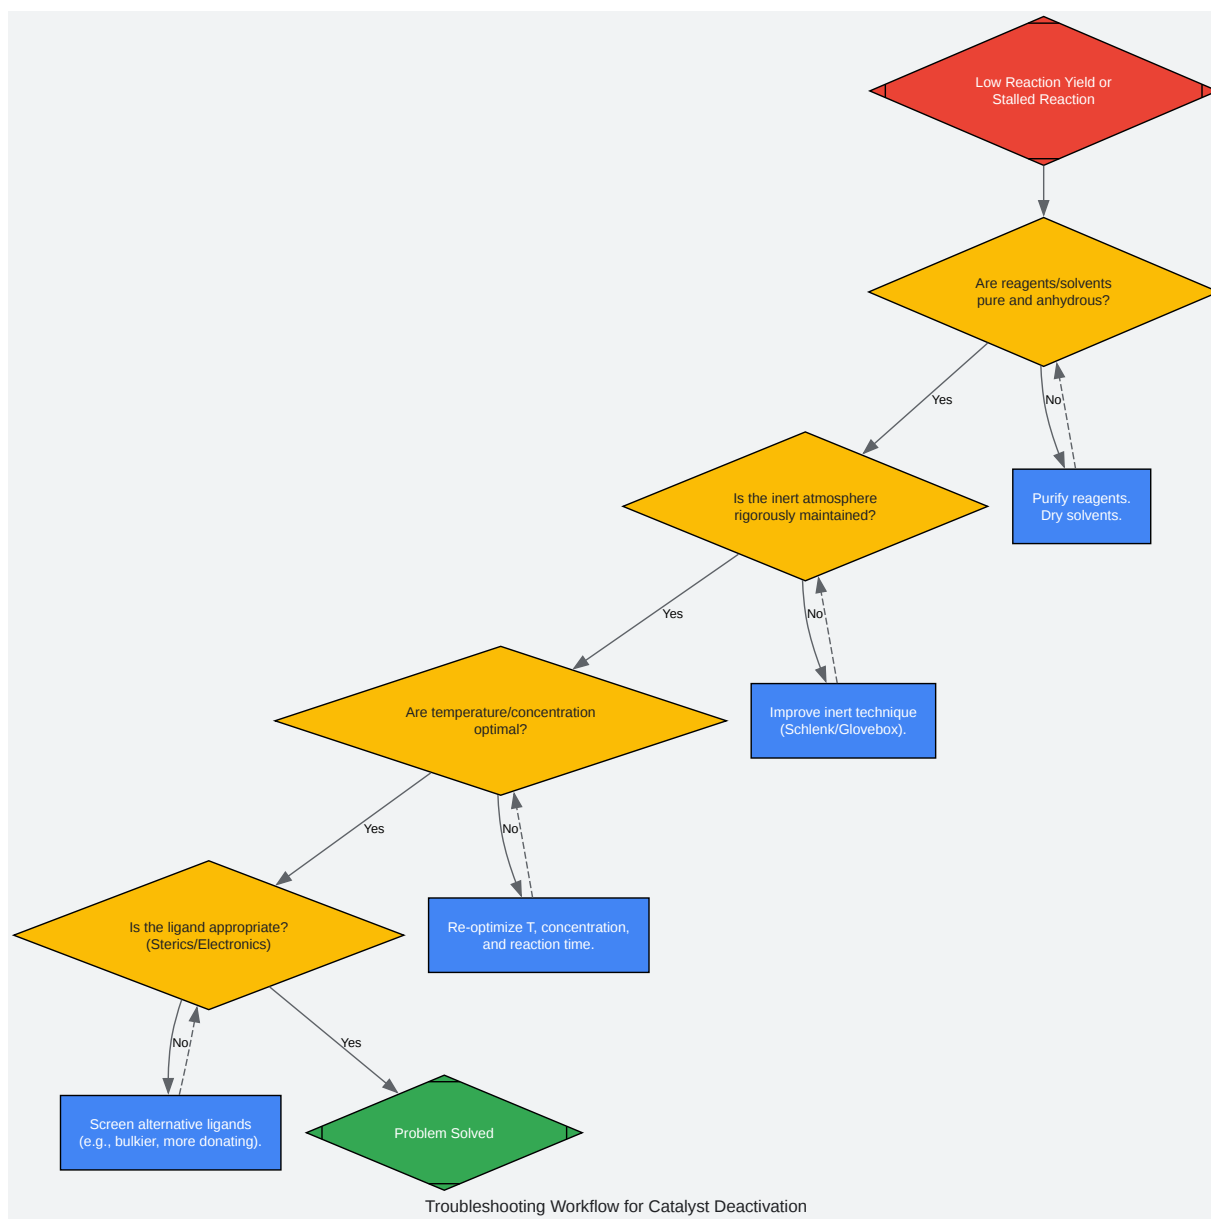 Low Reaction Yield or
Stalled Reaction
Are reagents/solvents
pure and anhydrous?
Yes
No
Is the inert atmosphere
rigorously maintained?
Purify reagents.
Dry solvents.
Yes
No
Are temperature/concentration
optimal?
Improve inert technique
(Schlenk/Glovebox).
Yes
No
Is the ligand appropriate?
(Sterics/Electronics)
Re-optimize T, concentration,
and reaction time.
No
Yes
Screen alternative ligands
(e.g., bulkier, more donating).
Problem Solved
Troubleshooting Workflow for Catalyst Deactivation